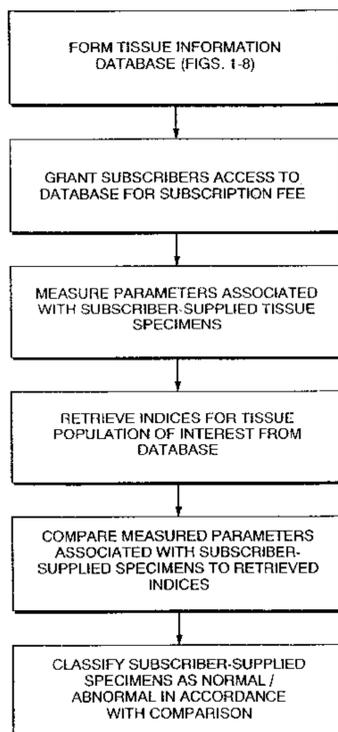 FORM TISSUE INFORMATION
DATABASE (FIGS. 1-8)
GRANT SUBSCRIBERS ACCESS TO
DATABASE FOR SUBSCRIPTION FEE
MEASURE PARAMETERS ASSOCIATED
WITH SUBSCRIBER-SUPPLIED TISSUE
SPECIMENS
RETRIEVE INDICES FOR TISSUE
POPULATION OF INTEREST FROM
DATABASE
COMPARE MEASURED PARAMETERS
ASSOCIATED WITH SUBSCRIBER-
SUPPLIED SPECIMENS TO RETRIEVED
INDICES
CLASSIFY SUBSCRIBER-SUPPLIED
SPECIMENS AS NORMAL /
ABNORMAL IN ACCORDANCE
WITH COMPARISON